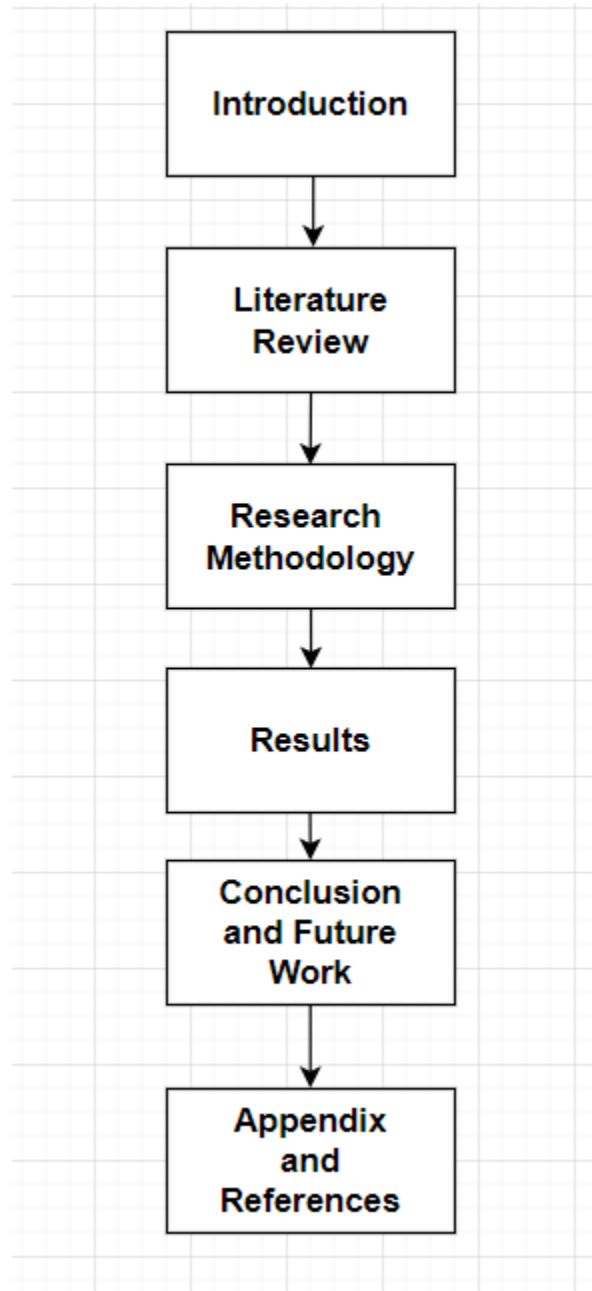 Introduction
Literature
Review
Research
Methodology
Results
Conclusion
and Future
Work
Appendix
and
References